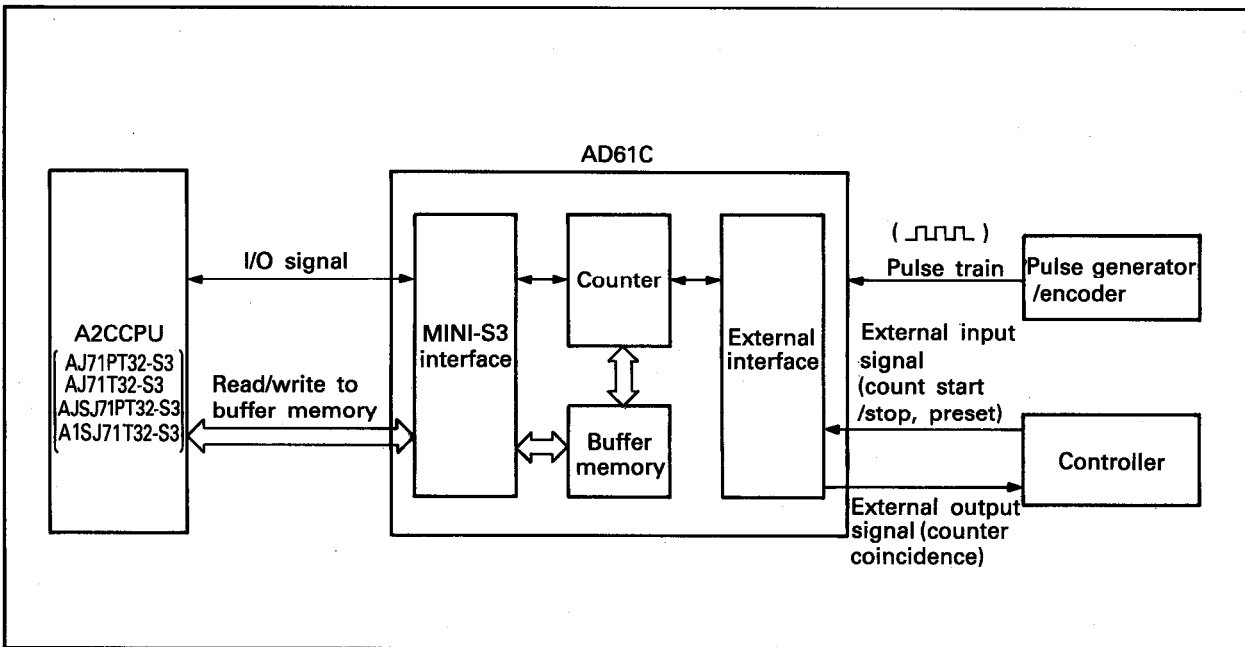 AD61C
I/O signal
A2CCPU
AJ71PT32-S3
AJ71T32-S3
AJSJ71PT32-S3
A1SJ71T32-S3
Read/write to
buffer memory
MINI-S3
interface
Counter
Buffer
memory
External
interface
( )
Pulse train
Pulse generator
/encoder
External input
signal
(count start
/stop, preset)
Controller
External output
signal (counter
coincidence)